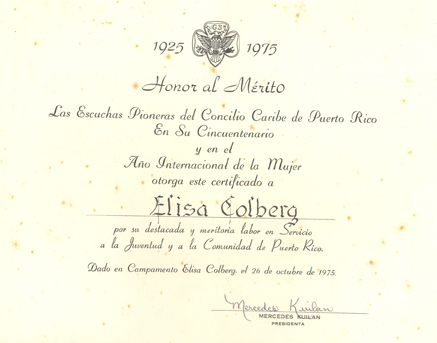 1925 GS 1975
Honor al Mérito
Las Escuchas Pioneras del Concilio Caribe de Puerto Rico
En Su Cincuentenario
y en el
Año Internacional de la Mujer
otorga este certificado a
Elisa Colberg
por su destacada y meritoria labor en Servicio
a la Juventud y a la Comunidad de Puerto Rico.
Dado en Campamento Elisa Colberg, el 26 de octubre de 1975.
Mercedes Kuilan
MERCEDES KUILAN
PRESIDENTA